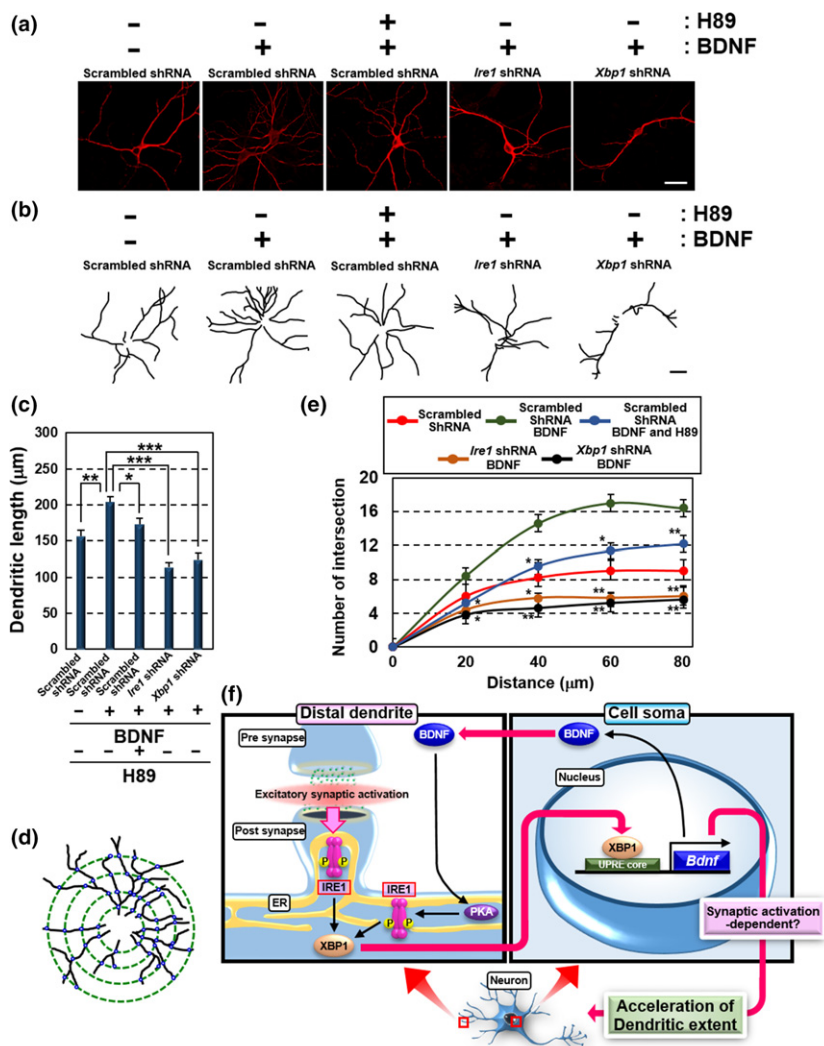 (a)
– – + – – : H89
– + + + + : BDNF
Scrambled shRNA Scrambled shRNA Scrambled shRNA Ire1 shRNA Xbp1 shRNA
(b)
– – + – – : H89
– + + + + : BDNF
Scrambled shRNA Scrambled shRNA Scrambled shRNA Ire1 shRNA Xbp1 shRNA
(c)
Dendritic length (μm)
300
250
200
150
100
50
0
** *** *** *
Scrambled shRNA
Scrambled shRNA
Scrambled shRNA
Ire1 shRNA
Xbp1 shRNA
– + + + +
BDNF
– – + – –
H89
(d)
(e)
Scrambled ShRNA
Scrambled ShRNA BDNF
Scrambled ShRNA BDNF and H89
Ire1 shRNA BDNF
Xbp1 shRNA BDNF
Number of intersection
20
16
12
8
4
0
* * ** * * ** ** * ** ** **
0 20 40 60 80
Distance (μm)
(f)
Distal dendrite
Pre synapse
Excitatory synaptic activation
Post synapse
P P
IRE1
ER
IRE1
P P
XBP1
PKA
BDNF
Cell soma
BDNF
Nucleus
XBP1
UPRE core
Bdnf
Synaptic activation
-dependent?
Neuron
Acceleration of
Dendritic extent